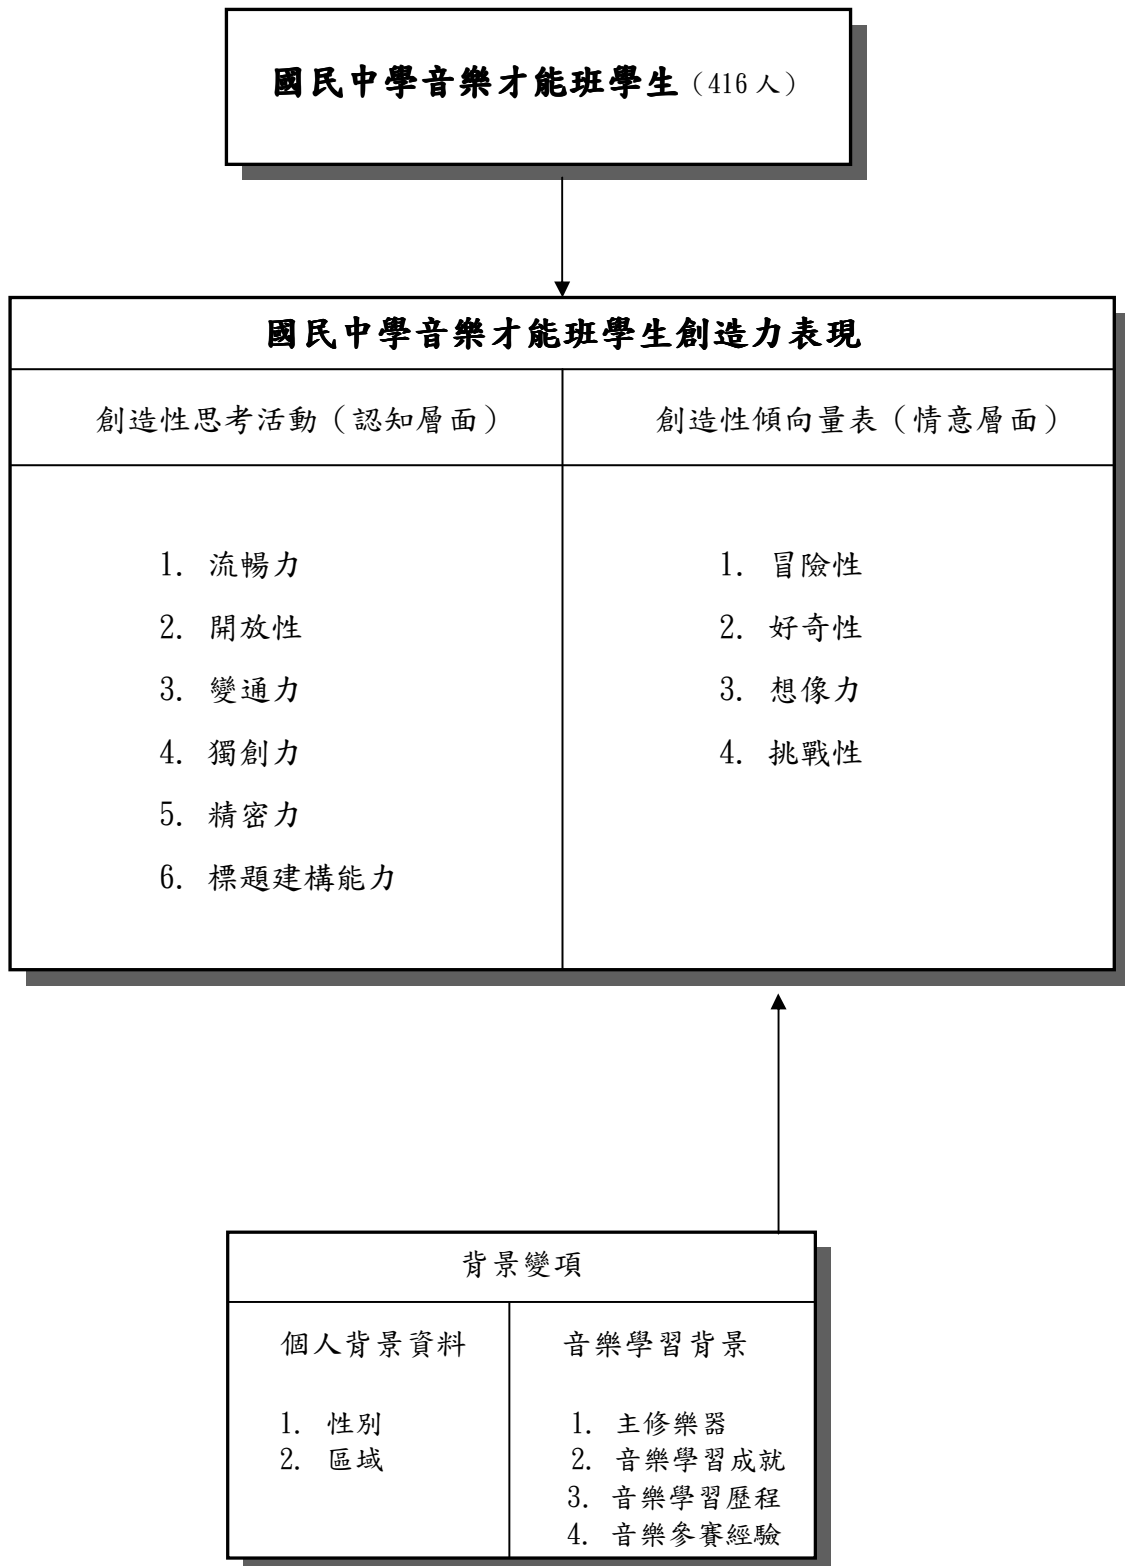 國民中學音樂才能班學生（416 人）
國民中學音樂才能班學生創造力表現
創造性思考活動（認知層面）
1. 流暢力
2. 開放性
3. 變通力
4. 獨創力
5. 精密力
6. 標題建構能力
創造性傾向量表（情意層面）
1. 冒險性
2. 好奇性
3. 想像力
4. 挑戰性
背景變項
個人背景資料
1. 性別
2. 區域
音樂學習背景
1. 主修樂器
2. 音樂學習成就
3. 音樂學習歷程
4. 音樂參賽經驗